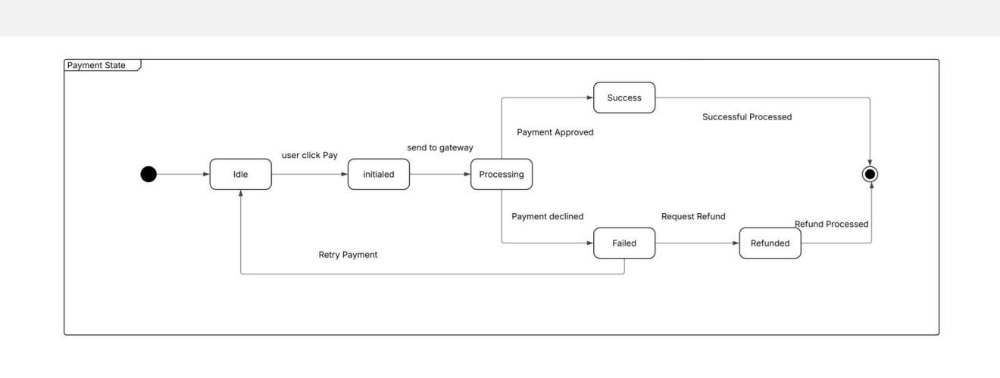 Payment State
Success
Successful Processed
Payment Approved
send to gateway
user click Pay
Idle
initialed
Processing
Payment declined
Request Refund
Refund Processed
Failed
Refunded
Retry Payment